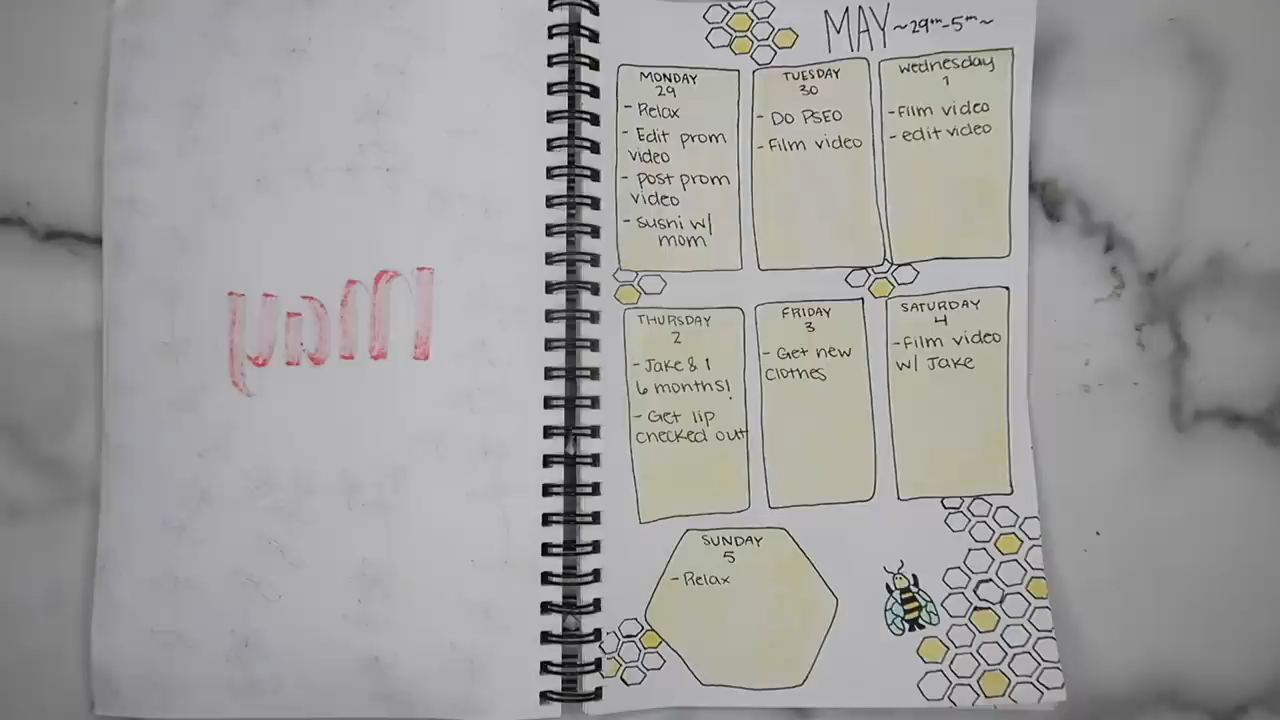 May
MAY ~29th-5th~
MONDAY
29
- Relax
- Edit prom
video
- post prom
video
- sushi w/
mom
TUESDAY
30
- Do PSEO
- Film video
Wednesday
1
- Film video
- edit video
THURSDAY
2
- Jake & I
6 months!
- Get lip
checked out
FRIDAY
3
- Get new
clothes
SATURDAY
4
- Film video
w/ Jake
SUNDAY
5
- Relax